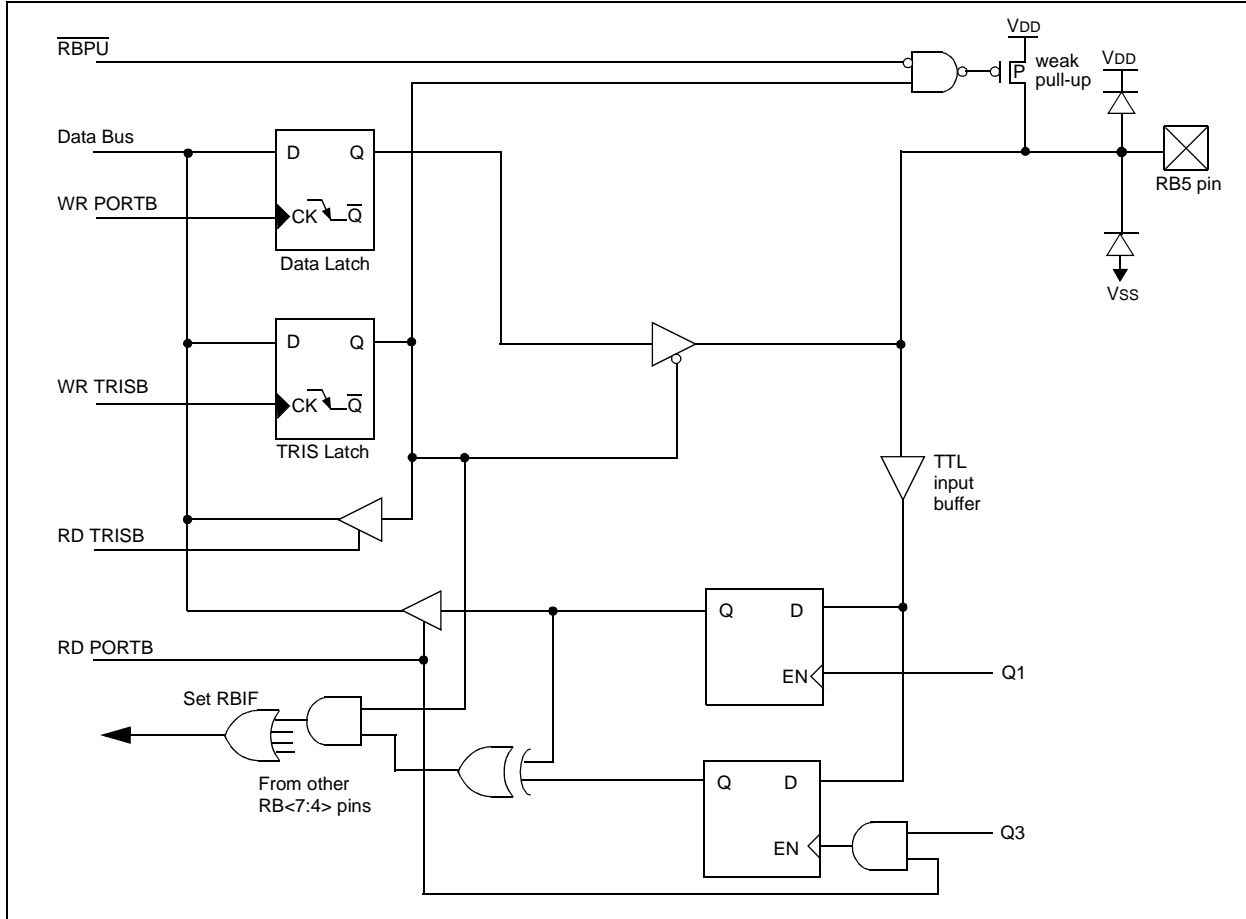 R̅B̅P̅U̅
VDD
P
weak
pull-up
VDD
Data Bus
D
Q
WR PORTB
CK
Q̅
Data Latch
RB5 pin
VSS
D
Q
WR TRISB
CK
Q̅
TRIS Latch
TTL
input
buffer
RD TRISB
Q
D
EN
Q1
RD PORTB
Set RBIF
From other
RB<7:4> pins
Q
D
EN
Q3